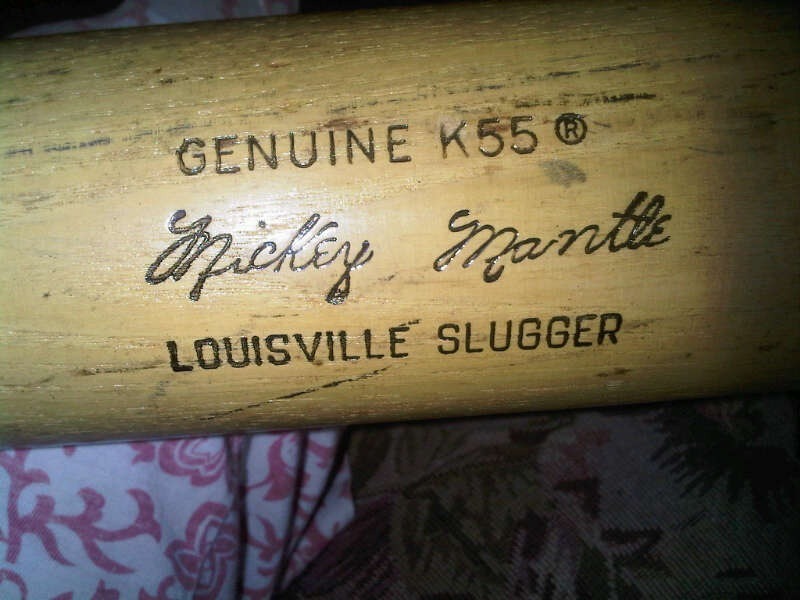 GENUINE K55®
Mickey Mantle
LOUISVILLE SLUGGER